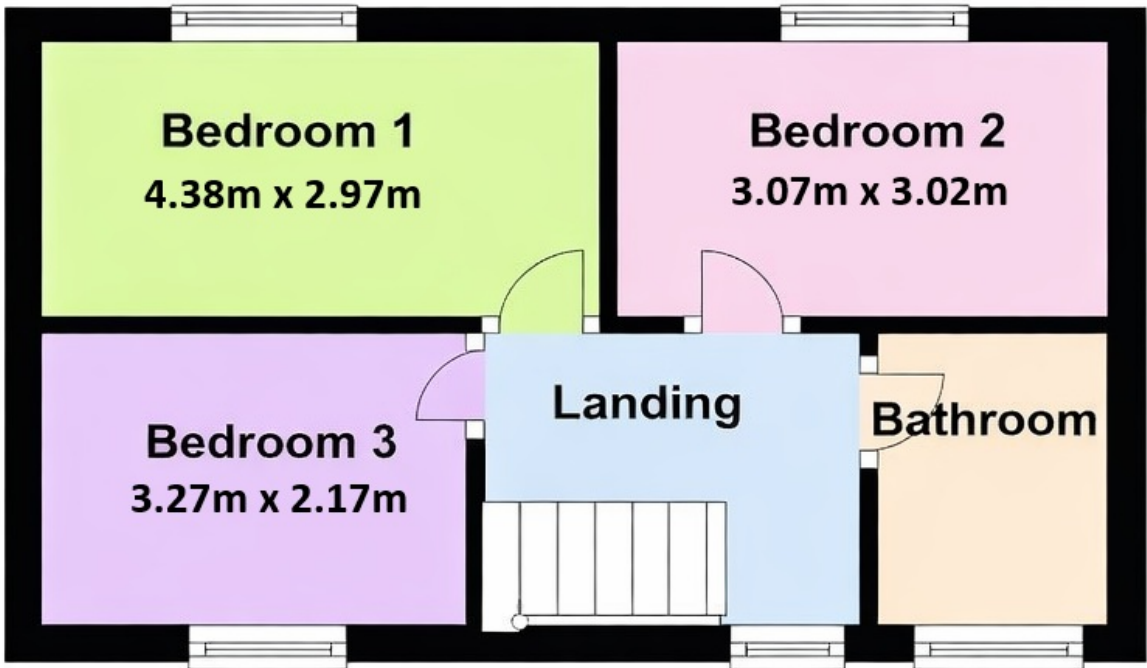 Bedroom 1
4.38m x 2.97m
Bedroom 2
3.07m x 3.02m
Bedroom 3
3.27m x 2.17m
Landing
Bathroom